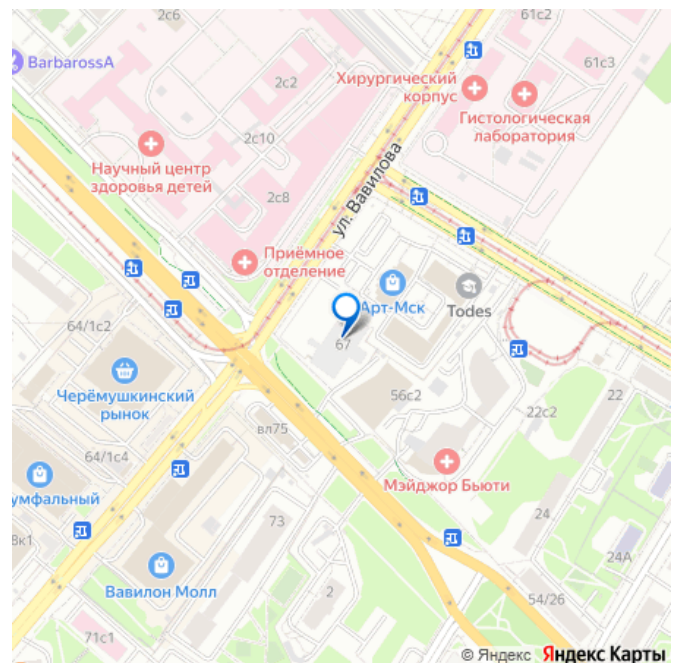 2с6
61с2
BarbarossA
2с2
61с3
Хирургический
корпус
Гистологическая
лаборатория
2с10
Научный центр
здоровья детей
ул. Вавилова
2с8
Приёмное
отделение
Арт-Мск
Todes
64/1с2
67
Черёмушкинский
рынок
56с2
22
22с2
вл75
64/1с4
умфальный
Мэйджор Бьюти
73
24
8к1
24А
Вавилон Молл
2
54/26
71с1
© Яндекс Яндекс Карты